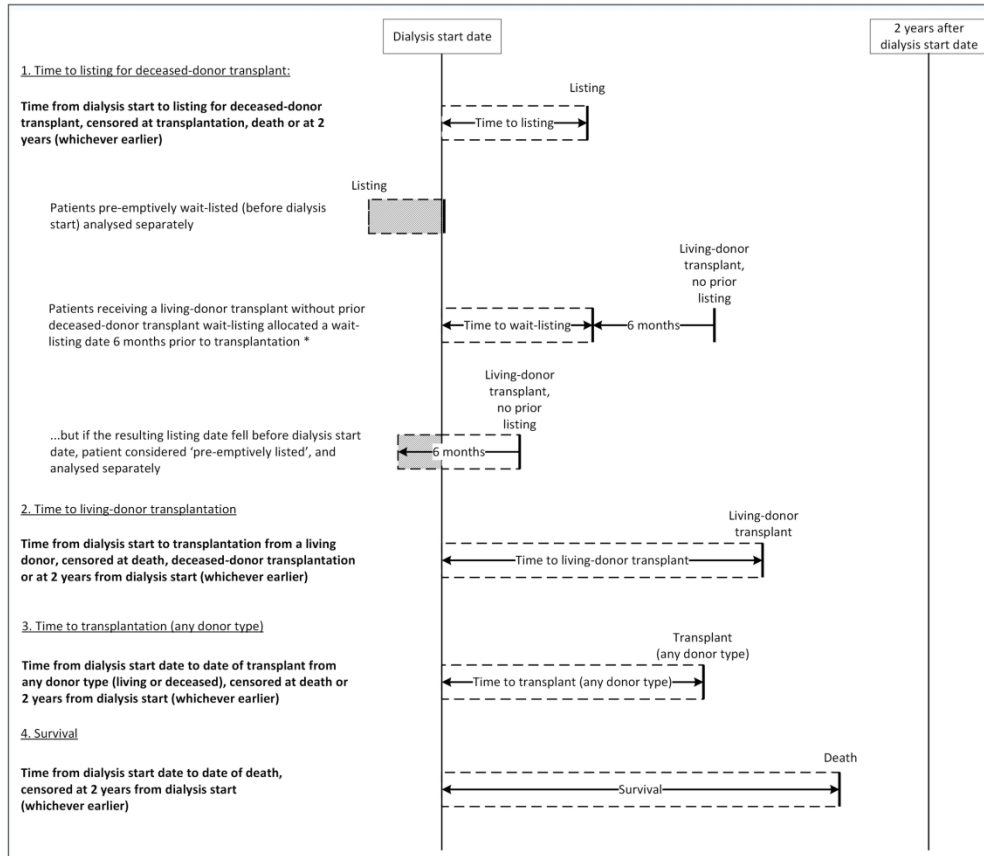 Dialysis start date
2 years after
dialysis start date
1. Time to listing for deceased-donor transplant:
Time from dialysis start to listing for deceased-donor
transplant, censored at transplantation, death or at 2
years (whichever earlier)
Listing
Time to listing
Listing
Patients pre-emptively wait-listed (before dialysis
start) analysed separately
Living-donor
transplant,
no prior
listing
Patients receiving a living-donor transplant without prior
deceased-donor transplant wait-listing allocated a wait-
listing date 6 months prior to transplantation *
Time to wait-listing
6 months
Living-donor
transplant,
no prior
listing
...but if the resulting listing date fell before dialysis start
date, patient considered ‘pre-emptively listed’, and
analysed separately
6 months
2. Time to living-donor transplantation
Time from dialysis start to transplantation from a living
donor, censored at death, deceased-donor transplantation
or at 2 years from dialysis start (whichever earlier)
Living-donor
transplant
Time to living-donor transplant
3. Time to transplantation (any donor type)
Time from dialysis start date to date of transplant from
any donor type (living or deceased), censored at death or
2 years from dialysis start (whichever earlier)
Transplant
(any donor type)
Time to transplant (any donor type)
4. Survival
Time from dialysis start date to date of death,
censored at 2 years from dialysis start
(whichever earlier)
Death
Survival